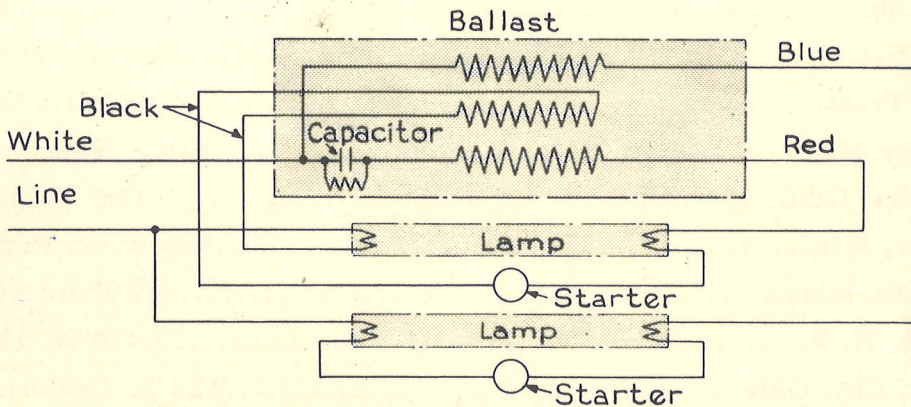 Ballast
Blue
Black
Capacitor
White
Red
Line
Lamp
Starter
Lamp
Starter